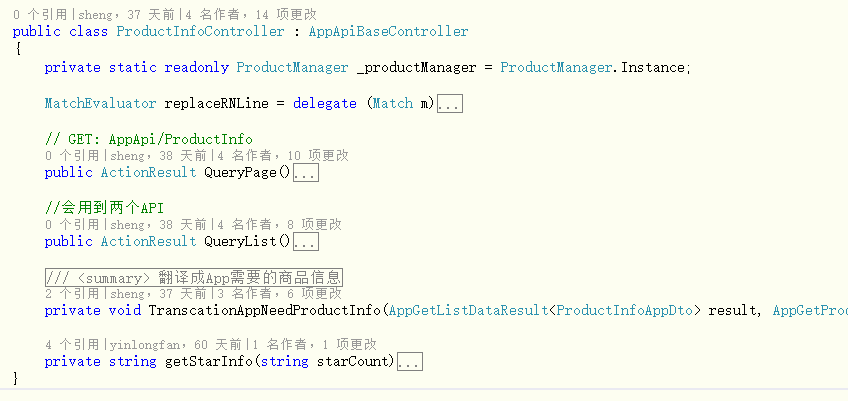 0 个引用|sheng，37 天前|4 名作者，14 项更改
public class ProductInfoController : AppApiBaseController
{
private static readonly ProductManager _productManager = ProductManager.Instance;
MatchEvaluator replaceRNLine = delegate (Match m)...
// GET: AppApi/ProductInfo
0 个引用|sheng，38 天前|4 名作者，10 项更改
public ActionResult QueryPage()...
//会用到两个API
0 个引用|sheng，38 天前|4 名作者，8 项更改
public ActionResult QueryList()...
/// <summary> 翻译成App需要的商品信息
2 个引用|sheng，37 天前|3 名作者，6 项更改
private void TranscationAppNeedProductInfo(AppGetListDataResult<ProductInfoAppDto> result, AppGetProd
4 个引用|yinlongfan，60 天前|1 名作者，1 项更改
private string getStarInfo(string starCount)...
}